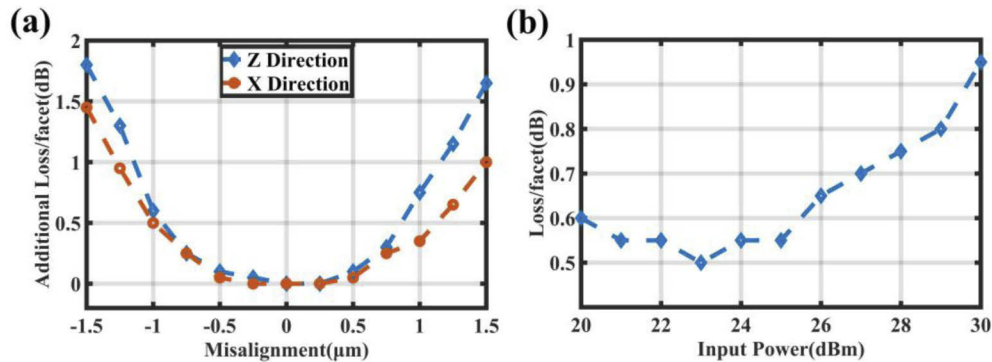 (a)
Additional Loss/facet(dB)
2
1.5
1
0.5
0
Z Direction
X Direction
-1.5 -1 -0.5 0 0.5 1 1.5
Misalignment(μm)
(b)
Loss/facet(dB)
1
0.9
0.8
0.7
0.6
0.5
20 22 24 26 28 30
Input Power(dBm)